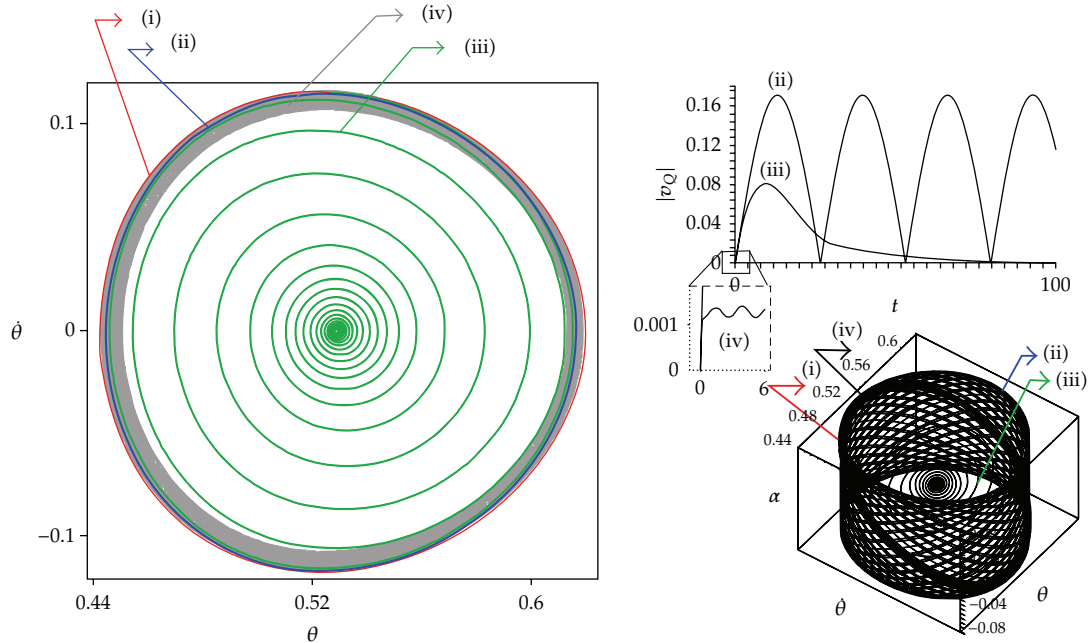 (i)
(ii)
(iv)
(iii)
0.1
0
−0.1
θ̇
0.44
0.52
0.6
θ
(ii)
(iii)
0.16
0.12
0.08
0.04
0
|v_Q|
0
100
t
0.001
0
(iv)
0
6
(iv)
(i)
(ii)
(iii)
0.6
0.56
0.52
0.48
0.44
α
θ̇
θ
−0.04
−0.08